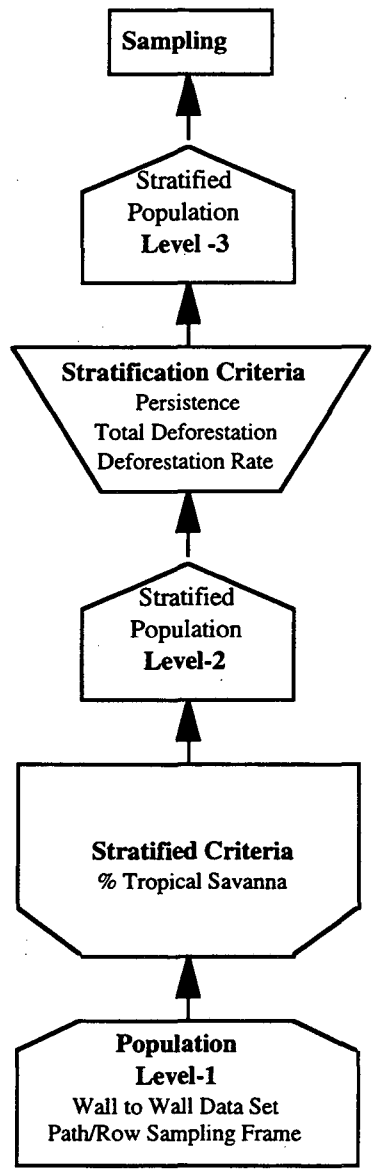 Sampling
Stratified
Population
Level -3
Stratification Criteria
Persistence
Total Deforestation
Deforestation Rate
Stratified
Population
Level-2
Stratified Criteria
% Tropical Savanna
Population
Level-1
Wall to Wall Data Set
Path/Row Sampling Frame